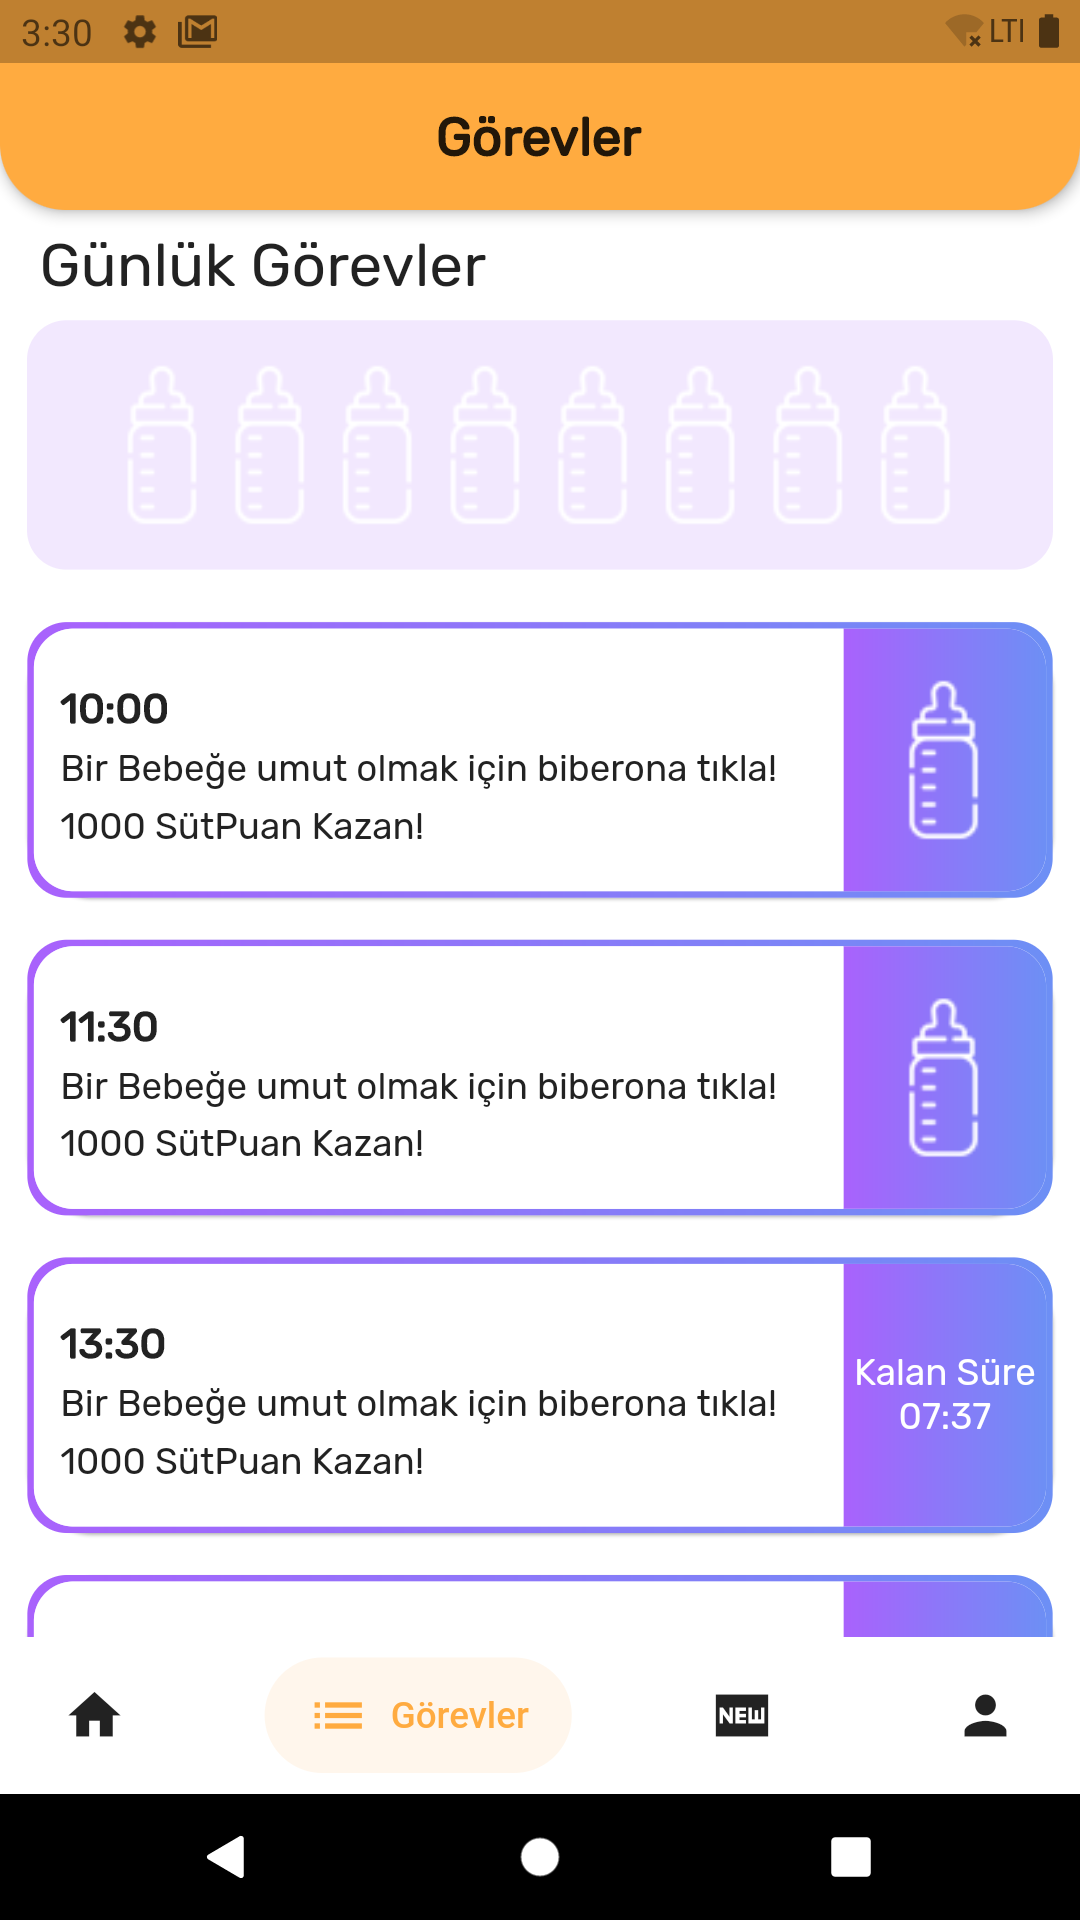 3:30 LTI
Görevler
Günlük Görevler
10:00
Bir Bebeğe umut olmak için biberona tıkla!
1000 SütPuan Kazan!
11:30
Bir Bebeğe umut olmak için biberona tıkla!
1000 SütPuan Kazan!
13:30
Bir Bebeğe umut olmak için biberona tıkla!
1000 SütPuan Kazan!
Kalan Süre
07:37
Görevler NEW